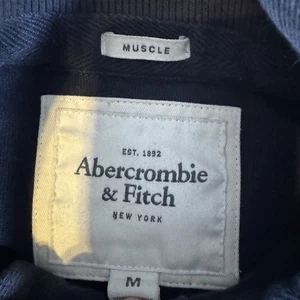 MUSCLE
EST. 1892
Abercrombie
& Fitch
NEW YORK
M